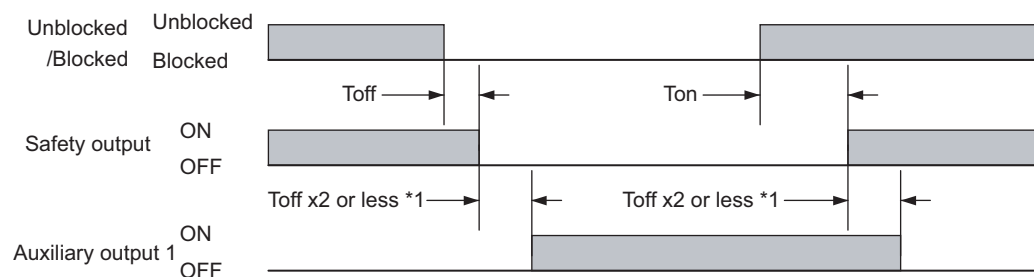 Unblocked
/Blocked
Unblocked
Blocked
Toff
Ton
Safety output
ON
OFF
Toff x2 or less *1
Toff x2 or less *1
Auxiliary output 1
ON
OFF